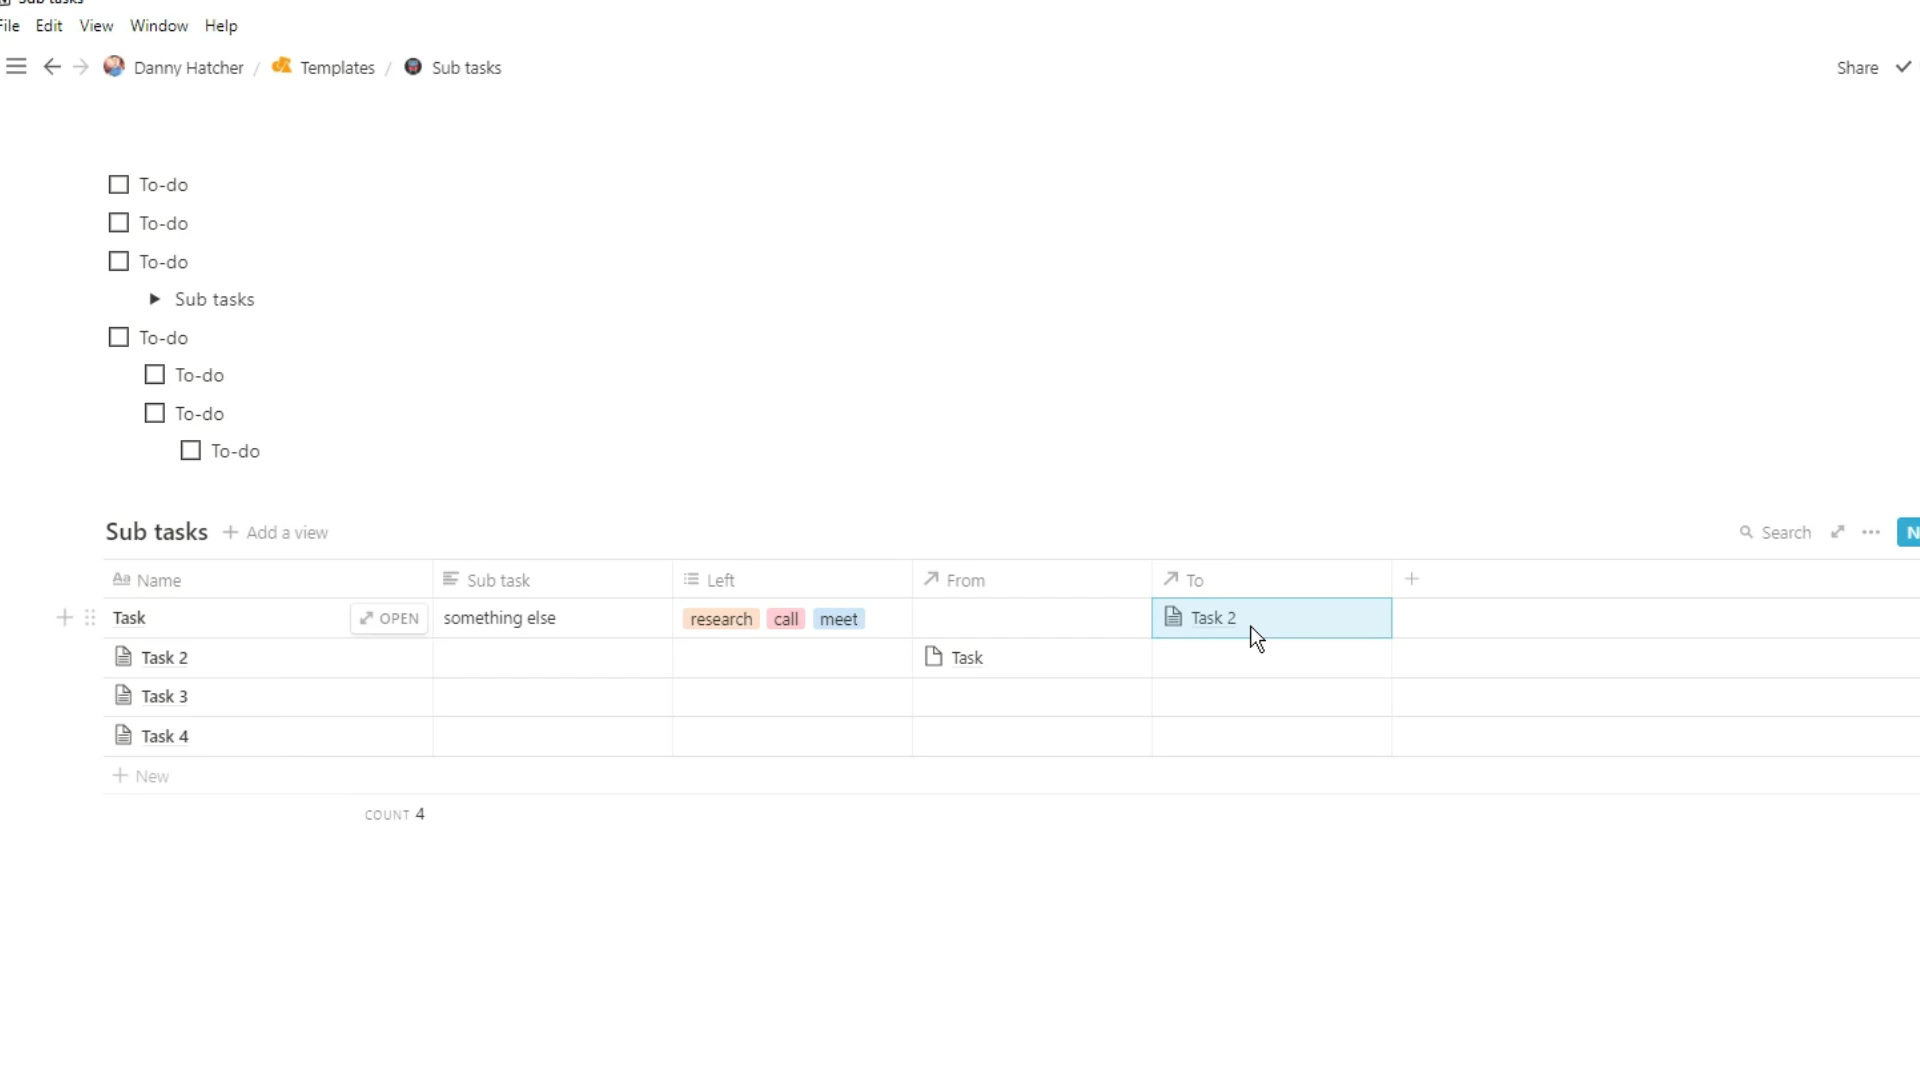 Sub tasks
File Edit View Window Help
Danny Hatcher / Templates / Sub tasks Share
To-do
To-do
To-do
Sub tasks
To-do
To-do
To-do
To-do
Sub tasks + Add a view Search
Aa Name Sub task Left From To
Task OPEN something else research call meet Task 2
Task 2 Task
Task 3
Task 4
+ New
COUNT 4